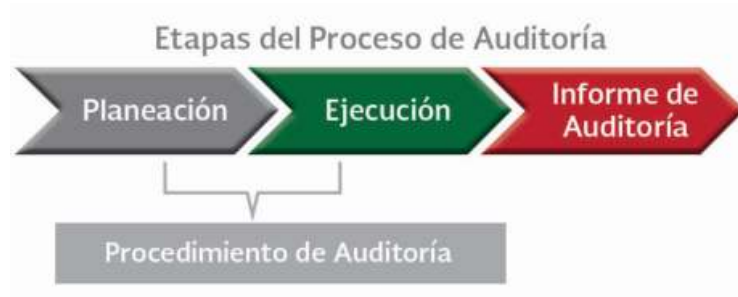 Etapas del Proceso de Auditoría
Planeación
Ejecución
Informe de
Auditoría
Procedimiento de Auditoría